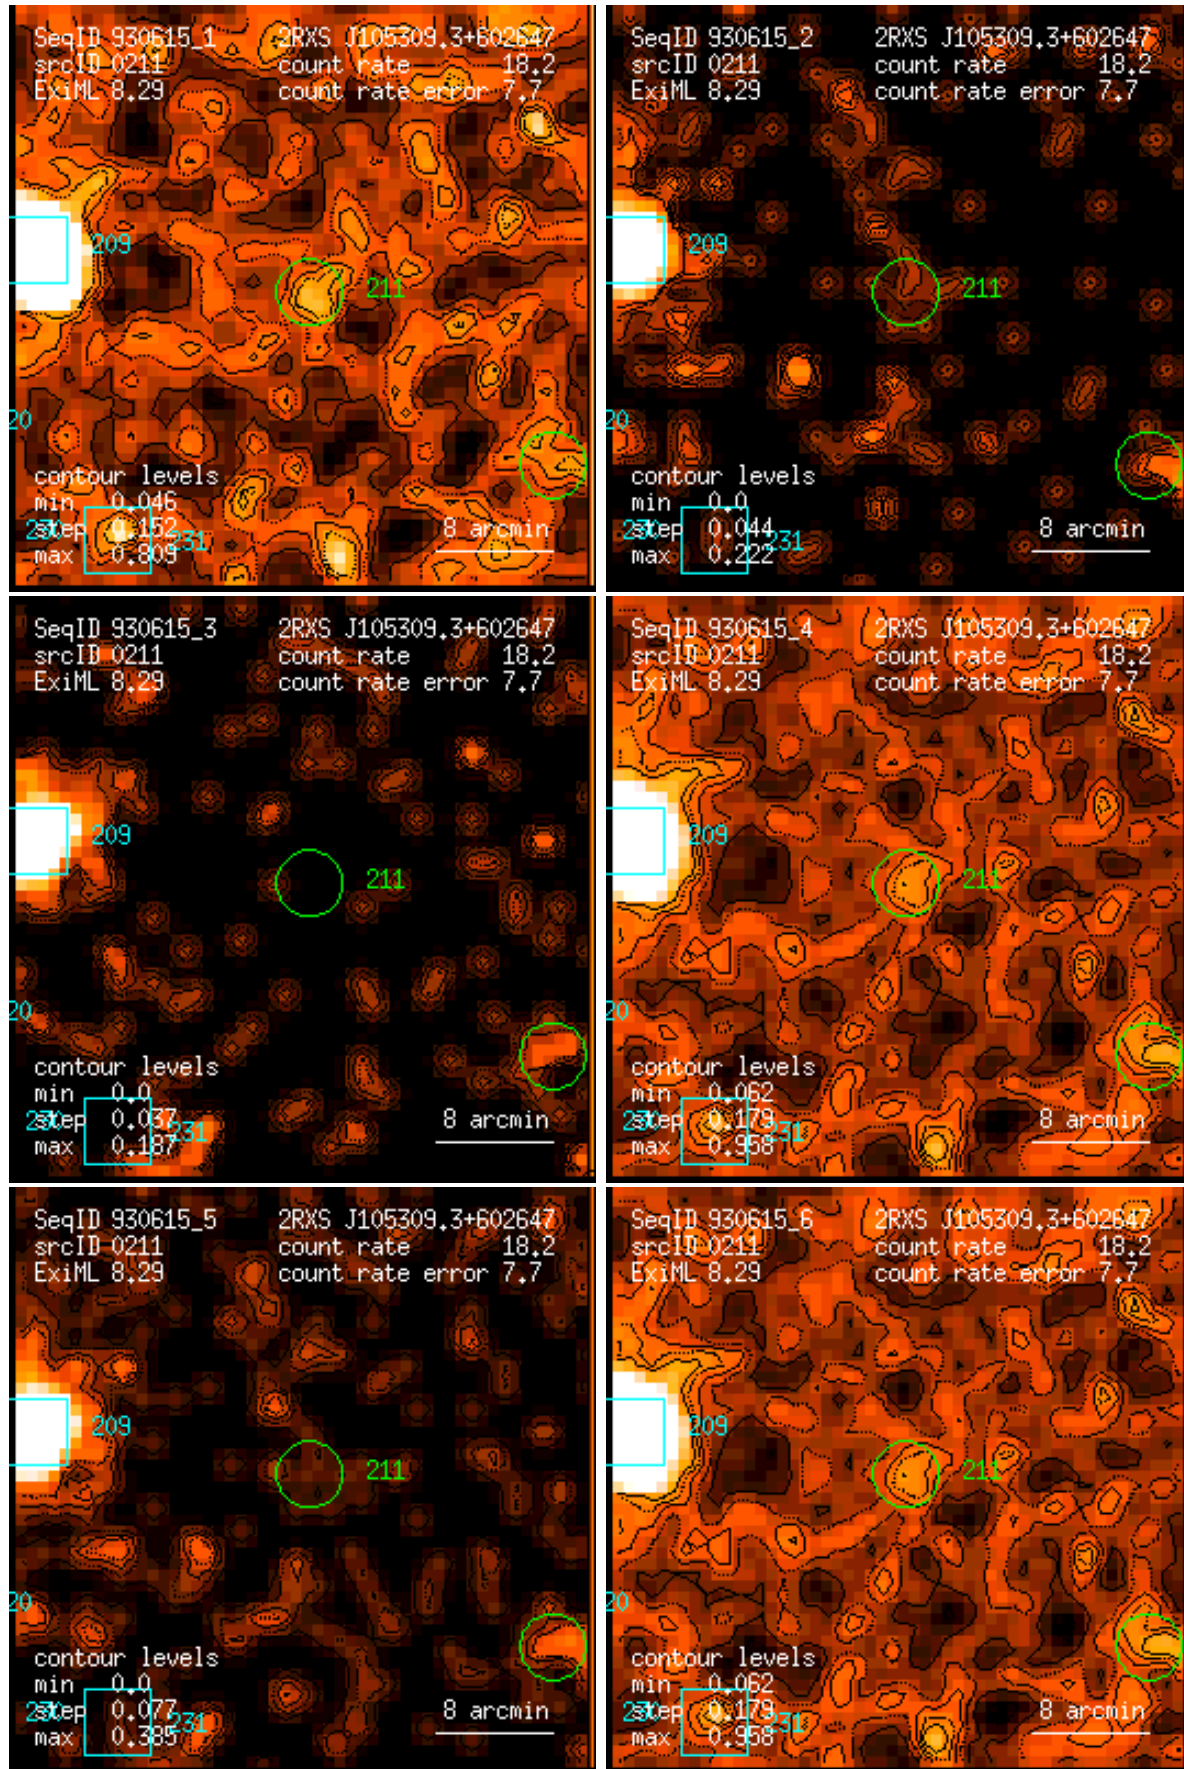 SeqID 930615_1 2RXS J105309.3+602647
srcID 0211 count rate 18.2
ExiML 8.29 count rate error 7.7
209
211
20
contour levels
min 0.046
step 0.152 8 arcmin
231
max 0.809
SeqID 930615_2 2RXS J105309.3+602647
srcID 0211 count rate 18.2
ExiML 8.29 count rate error 7.7
209
211
20
contour levels
min 0.0
step 0.044 8 arcmin
231
max 0.222
SeqID 930615_3 2RXS J105309.3+602647
srcID 0211 count rate 18.2
ExiML 8.29 count rate error 7.7
209
211
20
contour levels
min 0.0
step 0.037 8 arcmin
231
max 0.187
SeqID 930615_4 2RXS J105309.3+602647
srcID 0211 count rate 18.2
ExiML 8.29 count rate error 7.7
209
211
20
contour levels
min 0.062
step 0.179 8 arcmin
231
max 0.958
SeqID 930615_5 2RXS J105309.3+602647
srcID 0211 count rate 18.2
ExiML 8.29 count rate error 7.7
209
211
20
contour levels
min 0.0
step 0.077 8 arcmin
231
max 0.385
SeqID 930615_6 2RXS J105309.3+602647
srcID 0211 count rate 18.2
ExiML 8.29 count rate error 7.7
209
211
20
contour levels
min 0.062
step 0.179 8 arcmin
231
max 0.958